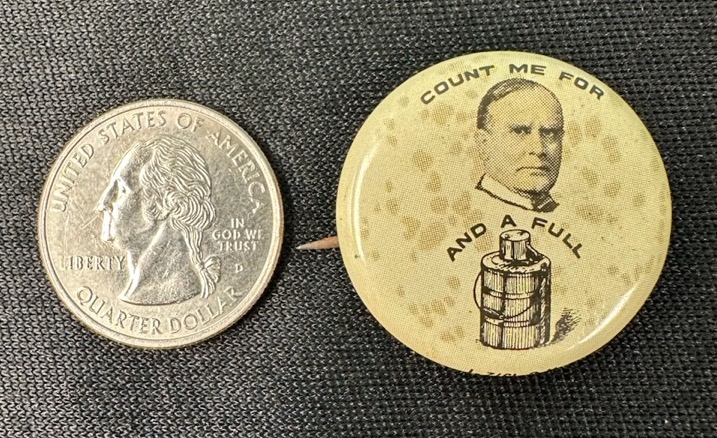 UNITED STATES OF AMERICA
IN
GOD WE
TRUST
LIBERTY
D
QUARTER DOLLAR
COUNT ME FOR
AND A FULL